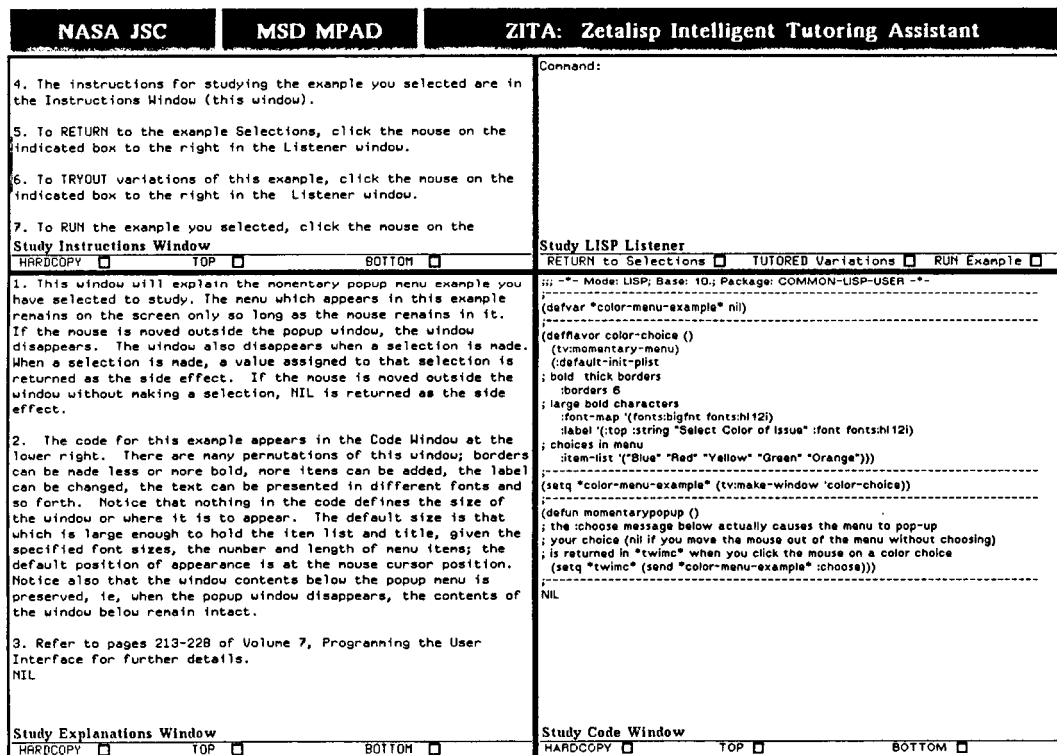 NASA JSC
MSD MPAD
ZITA: Zetalisp Intelligent Tutoring Assistant
4. The instructions for studying the example you selected are in
the Instructions Window (this window).
5. To RETURN to the example Selections, click the mouse on the
indicated box to the right in the Listener window.
6. To TRYOUT variations of this example, click the mouse on the
indicated box to the right in the Listener window.
7. To RUN the example you selected, click the mouse on the
Study Instructions Window
HARDCOPY TOP BOTTOM
Command:
Study LISP Listener
RETURN to Selections TUTORED Variations RUN Example
1. This window will explain the momentary popup menu example you
have selected to study. The menu which appears in this example
remains on the screen only so long as the mouse remains in it.
If the mouse is moved outside the popup window, the window
disappears. The window also disappears when a selection is made.
When a selection is made, a value assigned to that selection is
returned as the side effect. If the mouse is moved outside the
window without making a selection, NIL is returned as the side
effect.
2. The code for this example appears in the Code Window at the
lower right. There are many permutations of this window; borders
can be made less or more bold, more items can be added, the label
can be changed, the text can be presented in different fonts and
so forth. Notice that nothing in the code defines the size of
the window or where it is to appear. The default size is that
which is large enough to hold the item list and title, given the
specified font sizes, the number and length of menu items; the
default position of appearance is at the mouse cursor position.
Notice also that the window contents below the popup menu is
preserved, ie, when the popup window disappears, the contents of
the window below remain intact.
3. Refer to pages 213-228 of Volume 7, Programming the User
Interface for further details.
NIL
Study Explanations Window
HARDCOPY TOP BOTTOM
;;; -*- Mode: LISP; Base: 10.; Package: COMMON-LISP-USER -*-
;------------------------------------------------------------
(defvar *color-menu-example* nil)
;------------------------------------------------------------
(defflavor color-choice ()
(tv:momentary-menu)
(:default-init-plist
; bold thick borders
:borders 6
; large bold characters
:font-map '(fonts:bigfnt fonts:hl12i)
:label '(:top :string "Select Color of Issue" :font fonts:hl12i)
; choices in menu
:item-list '("Blue" "Red" "Yellow" "Green" "Orange")))
;------------------------------------------------------------
(setq *color-menu-example* (tv:make-window 'color-choice))
;------------------------------------------------------------
(defun momentarypopup ()
; the :choose message below actually causes the menu to pop-up
; your choice (nil if you move the mouse out of the menu without choosing)
; is returned in *twimc* when you click the mouse on a color choice
(setq *twimc* (send *color-menu-example* :choose)))
;------------------------------------------------------------
NIL
Study Code Window
HARDCOPY TOP BOTTOM